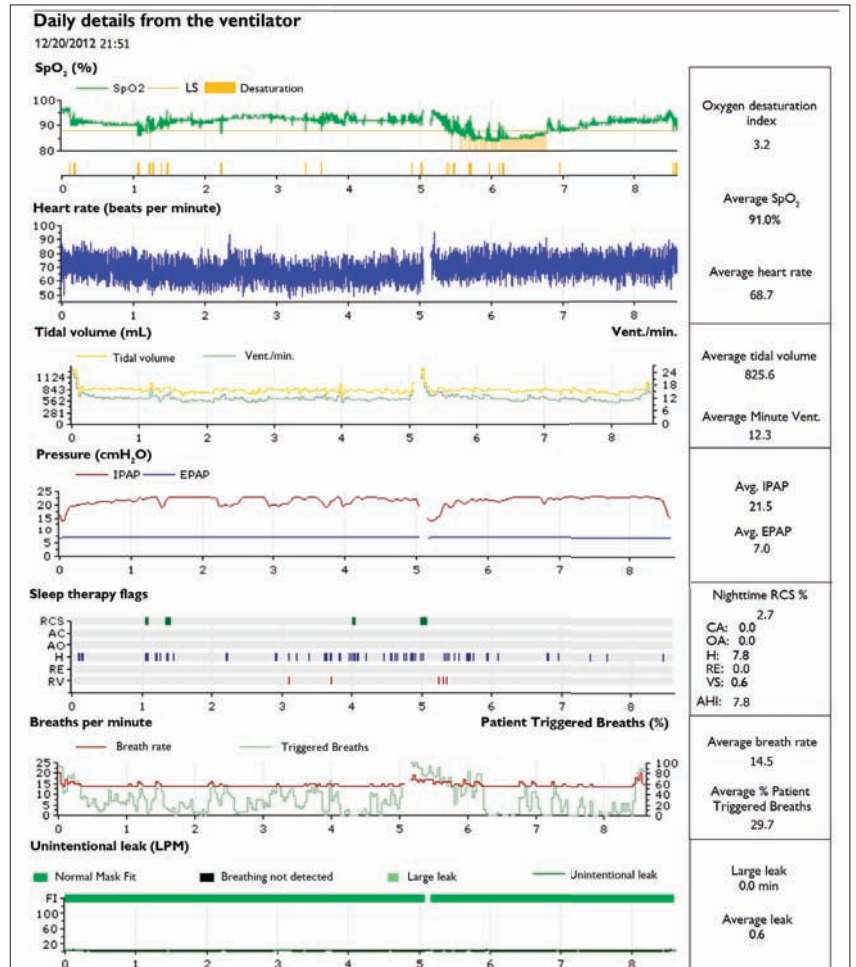 Daily details from the ventilator
12/20/2012 21:51
SpO2 (%)
SpO2 LS Desaturation
100
90
80
0 1 2 3 4 5 6 7 8
Oxygen desaturation
index
3.2
Average SpO2
91.0%
Average heart rate
68.7
Heart rate (beats per minute)
100
90
80
70
60
50
0 1 2 3 4 5 6 7 8
Tidal volume (mL) Vent./min.
Tidal volume Vent./min.
1124
843
562
281
0
24
18
12
6
0
0 1 2 3 4 5 6 7 8
Average tidal volume
825.6
Average Minute Vent.
12.3
Pressure (cmH2O)
IPAP EPAP
25
20
15
10
5
0
0 1 2 3 4 5 6 7 8
Avg. IPAP
21.5
Avg. EPAP
7.0
Sleep therapy flags
RCS
AC
AO
H
RE
RV
0 1 2 3 4 5 6 7 8
Nighttime RCS %
2.7
CA: 0.0
OA: 0.0
H: 7.8
RE: 0.0
VS: 0.6
AHI: 7.8
Breaths per minute Patient Triggered Breaths (%)
Breath rate Triggered Breaths
25
20
15
10
5
0
100
80
60
40
20
0
0 1 2 3 4 5 6 7 8
Average breath rate
14.5
Average % Patient
Triggered Breaths
29.7
Unintentional leak (LPM)
Normal Mask Fit Breathing not detected Large leak Unintentional leak
FI
100
60
20
0 1 2 3 4 5 6 7 8
Large leak
0.0 min
Average leak
0.6